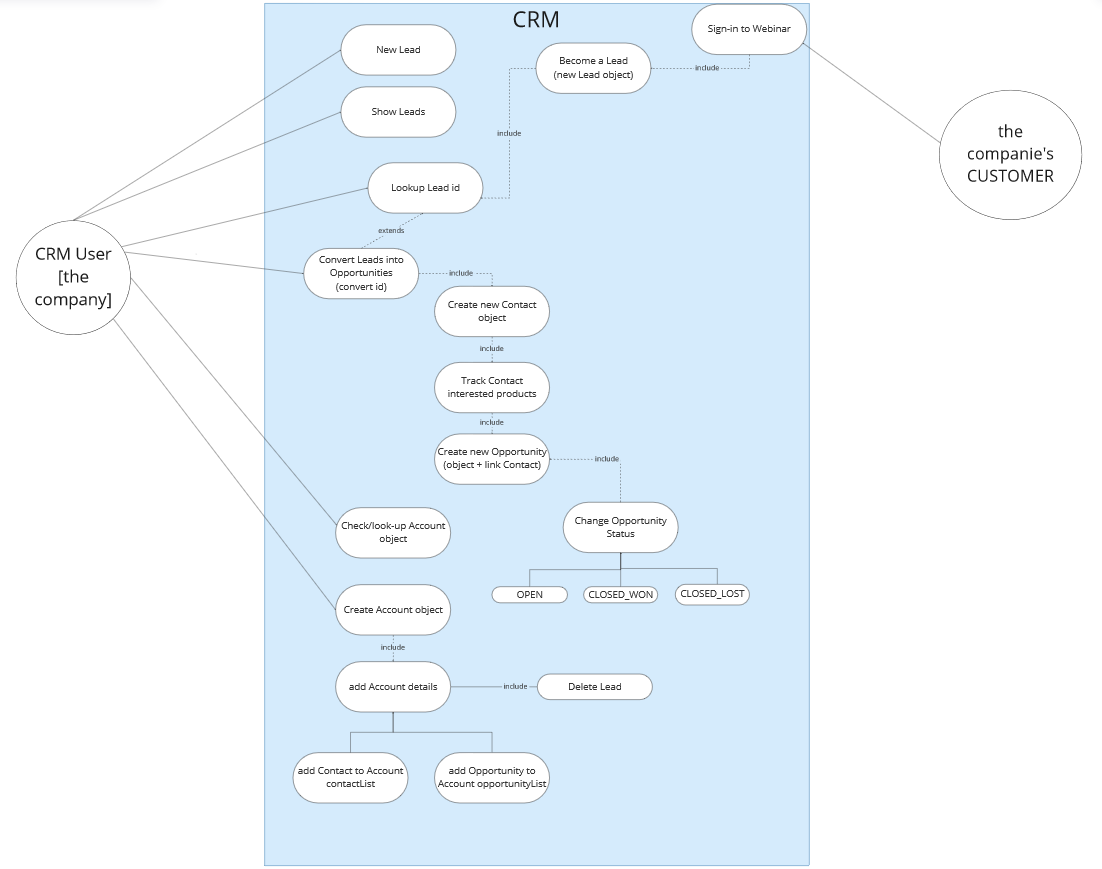 CRM
Sign-in to Webinar
New Lead
Become a Lead
(new Lead object)
include
the
companie's
CUSTOMER
Show Leads
include
Lookup Lead id
extends
CRM User
[the
company]
Convert Leads into
Opportunities
(convert id)
include
Create new Contact
object
include
Track Contact
interested products
include
Create new Opportunity
(object + link Contact)
include
Check/look-up Account
object
Change Opportunity
Status
OPEN
CLOSED_WON
CLOSED_LOST
Create Account object
include
add Account details
include
Delete Lead
add Contact to Account
contactList
add Opportunity to
Account opportunityList